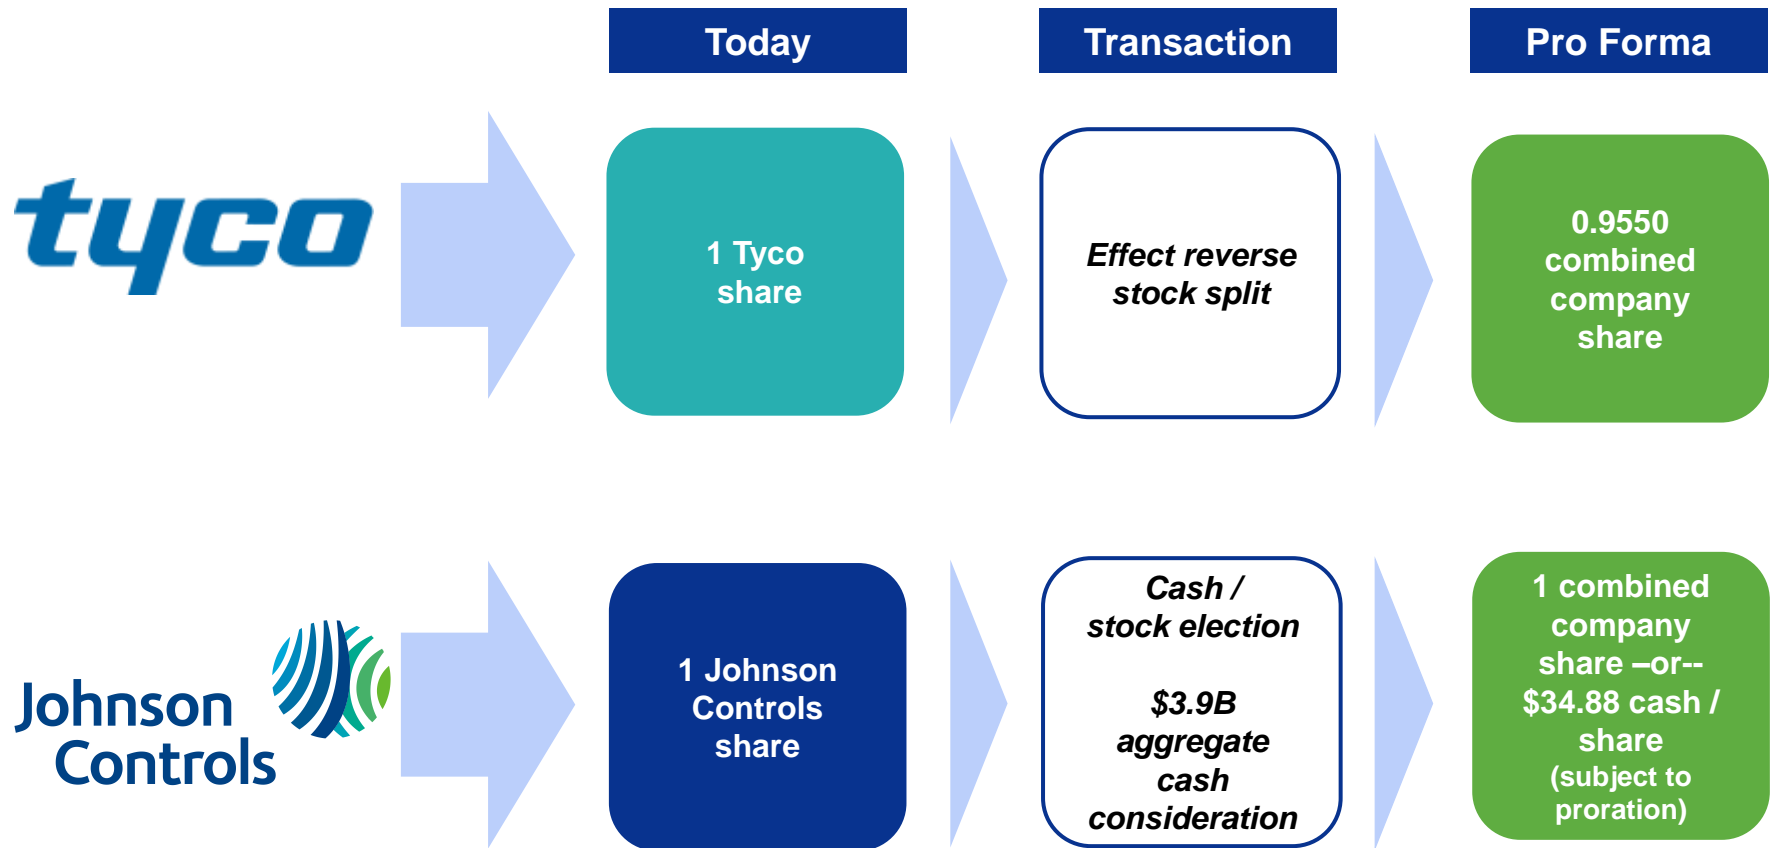 Today
Transaction
Pro Forma
tyco
1 Tyco
share
Effect reverse
stock split
0.9550
combined
company
share
Johnson
Controls
1 Johnson
Controls
share
Cash /
stock election
$3.9B
aggregate
cash
consideration
1 combined
company
share –or--
$34.88 cash /
share
(subject to
proration)